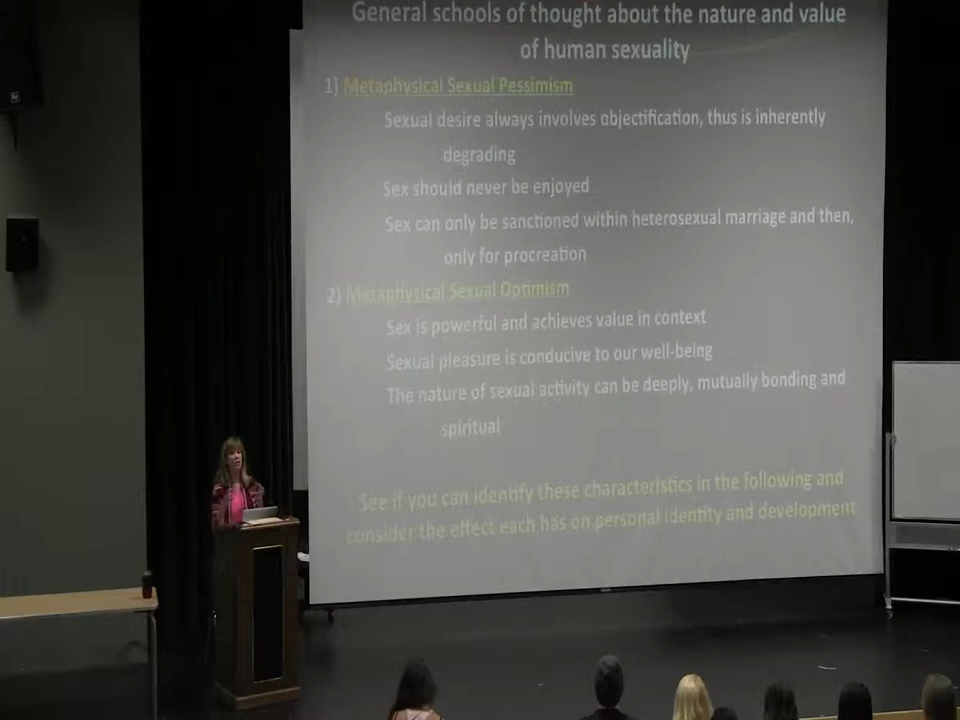 General schools of thought about the nature and value
of human sexuality
1) Metaphysical Sexual Pessimism
Sexual desire always involves objectification, thus is inherently
degrading
Sex should never be enjoyed
Sex can only be sanctioned within heterosexual marriage and then,
only for procreation
2) Metaphysical Sexual Optimism
Sex is powerful and achieves value in context
Sexual pleasure is conducive to our well-being
The nature of sexual activity can be deeply, mutually bonding and
spiritual
See if you can identify these characteristics in the following and
consider the effect each has on personal identity and development